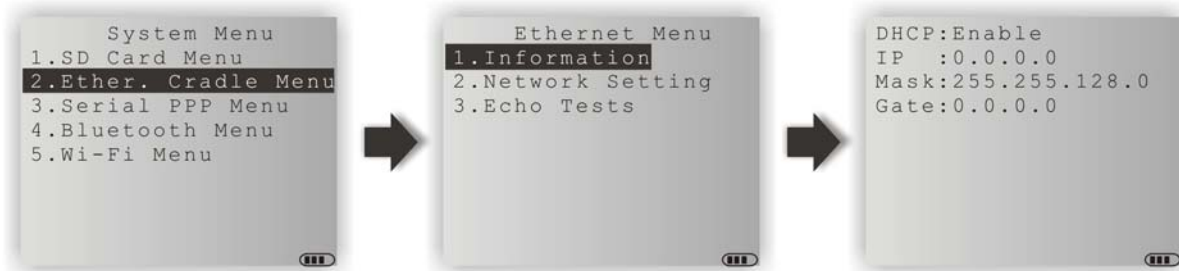 System Menu
1.SD Card Menu
2.Ether. Cradle Menu
3.Serial PPP Menu
4.Bluetooth Menu
5.Wi-Fi Menu
Ethernet Menu
1.Information
2.Network Setting
3.Echo Tests
DHCP:Enable
IP  :0.0.0.0
Mask:255.255.128.0
Gate:0.0.0.0